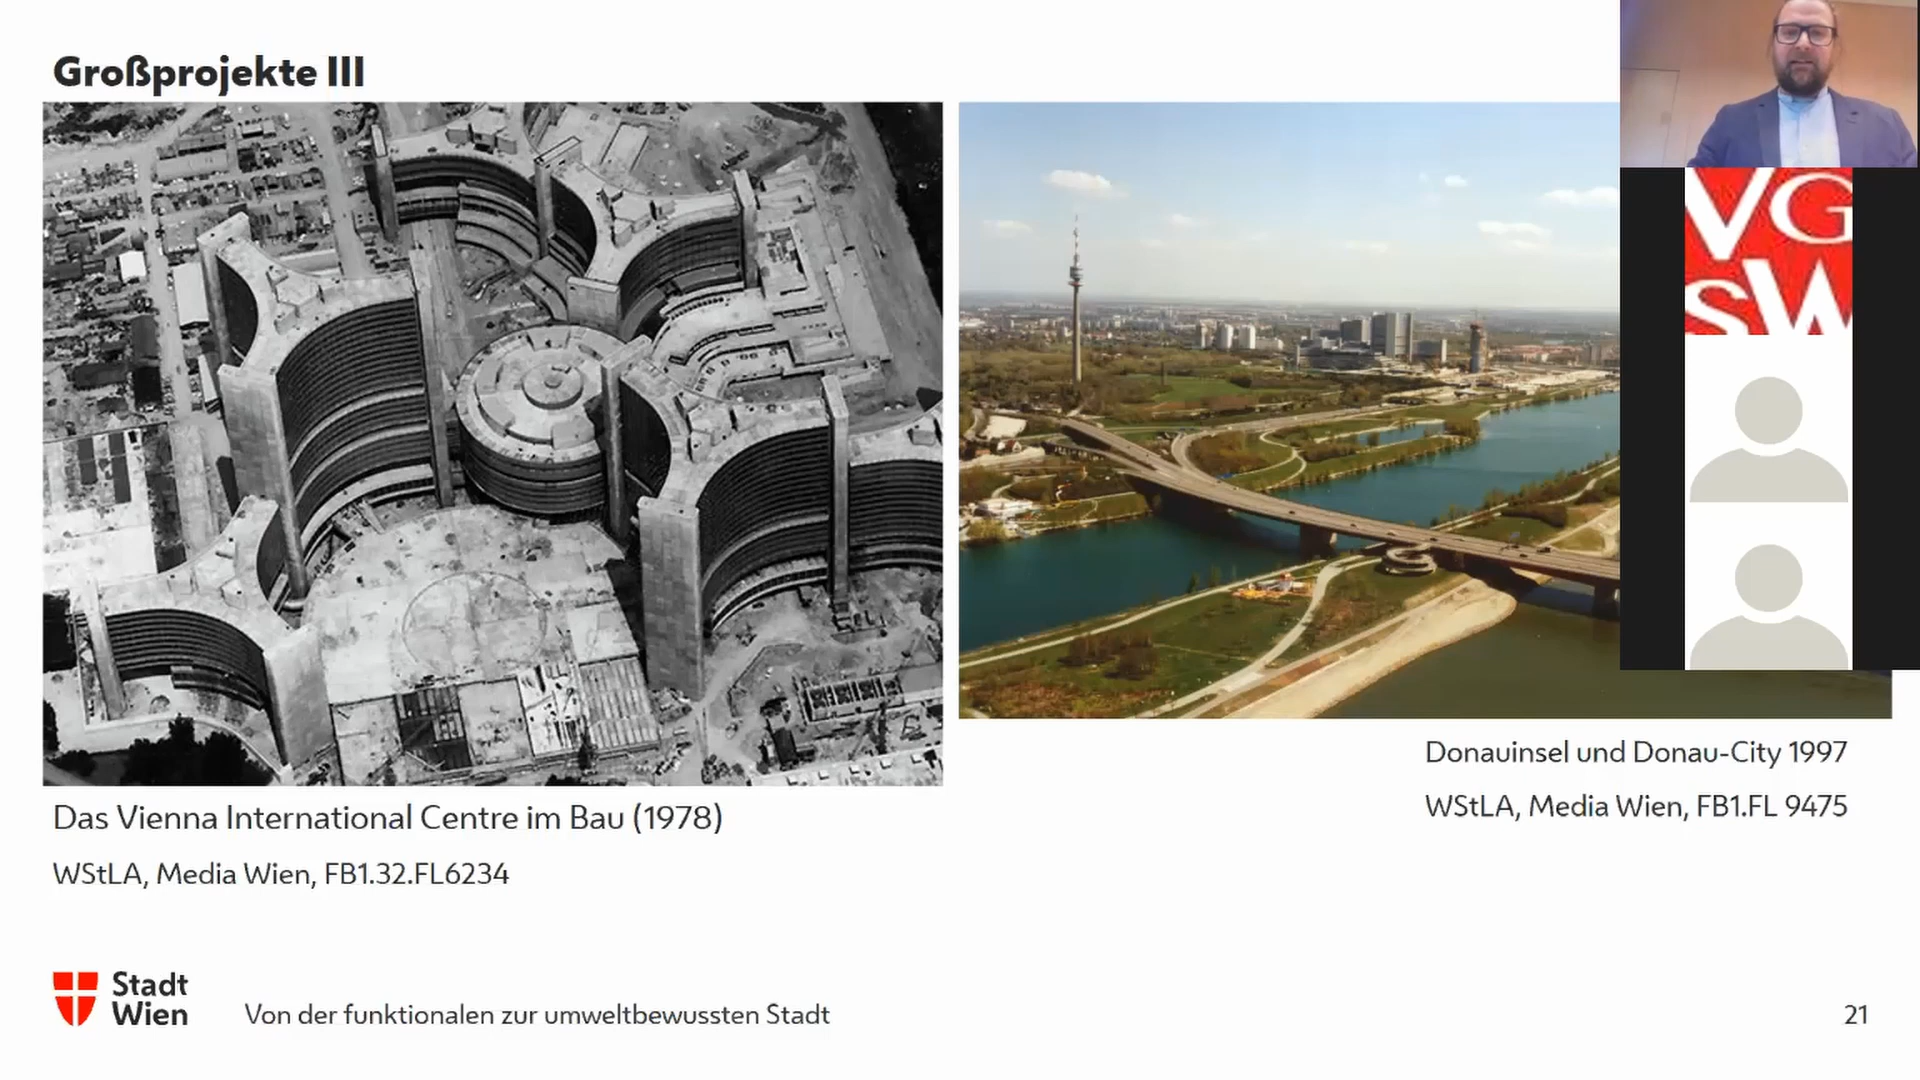 Großprojekte III
VG
SW
Das Vienna International Centre im Bau (1978)
WStLA, Media Wien, FB1.32.FL6234
Donauinsel und Donau-City 1997
WStLA, Media Wien, FB1.FL 9475
Stadt
Wien
Von der funktionalen zur umweltbewussten Stadt
21